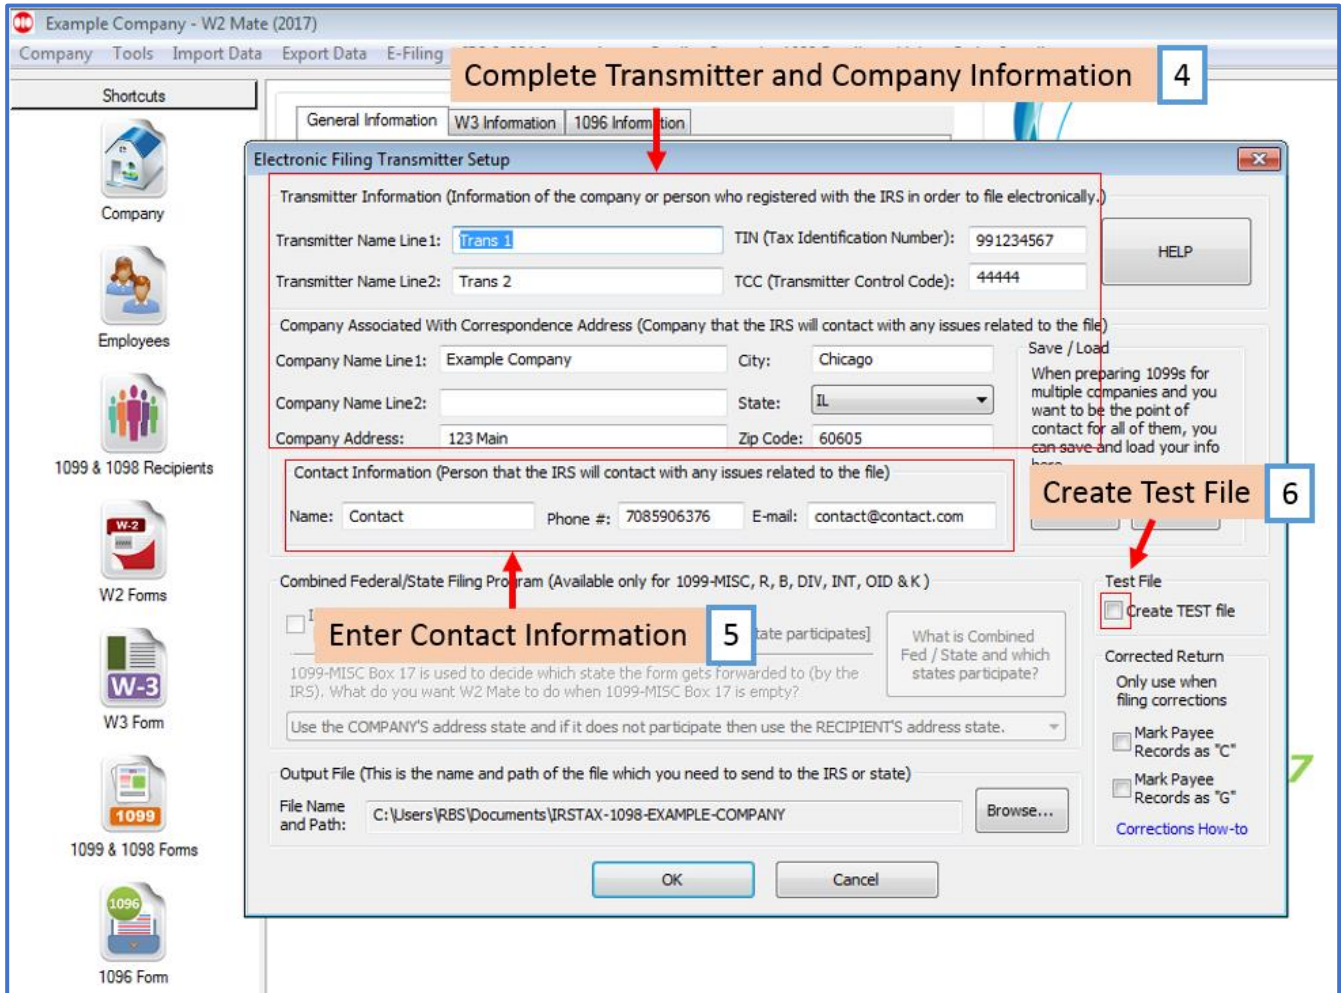 Example Company - W2 Mate (2017)
Company Tools Import Data Export Data E-Filing
Complete Transmitter and Company Information 4
Shortcuts
General Information W3 Information 1096 Information
Electronic Filing Transmitter Setup
Transmitter Information (Information of the company or person who registered with the IRS in order to file electronically.)
Transmitter Name Line1: Trans 1 TIN (Tax Identification Number): 991234567
HELP
Transmitter Name Line2: Trans 2 TCC (Transmitter Control Code): 44444
Company Associated With Correspondence Address (Company that the IRS will contact with any issues related to the file)
Company Name Line1: Example Company City: Chicago
Company Name Line2: State: IL
Company Address: 123 Main Zip Code: 60605
Save / Load
When preparing 1099s for
multiple companies and you
want to be the point of
contact for all of them, you
can save and load your info
here
Contact Information (Person that the IRS will contact with any issues related to the file)
Name: Contact Phone #: 7085906376 E-mail: contact@contact.com
Create Test File 6
Combined Federal/State Filing Program (Available only for 1099-MISC, R, B, DIV, INT, OID & K )
Enter Contact Information 5
tate participates]
What is Combined
Fed / State and which
states participate?
1099-MISC Box 17 is used to decide which state the form gets forwarded to (by the
IRS). What do you want W2 Mate to do when 1099-MISC Box 17 is empty?
Use the COMPANY'S address state and if it does not participate then use the RECIPIENT'S address state.
Test File
Create TEST file
Corrected Return
Only use when
filing corrections
Mark Payee
Records as "C"
Mark Payee
Records as "G"
Corrections How-to
7
Output File (This is the name and path of the file which you need to send to the IRS or state)
File Name
and Path: C:\Users\RBS\Documents\IRSTAX-1098-EXAMPLE-COMPANY Browse...
OK Cancel
Company
Employees
1099 & 1098 Recipients
W-2
W2 Forms
W-3
W3 Form
1099
1099 & 1098 Forms
1096
1096 Form